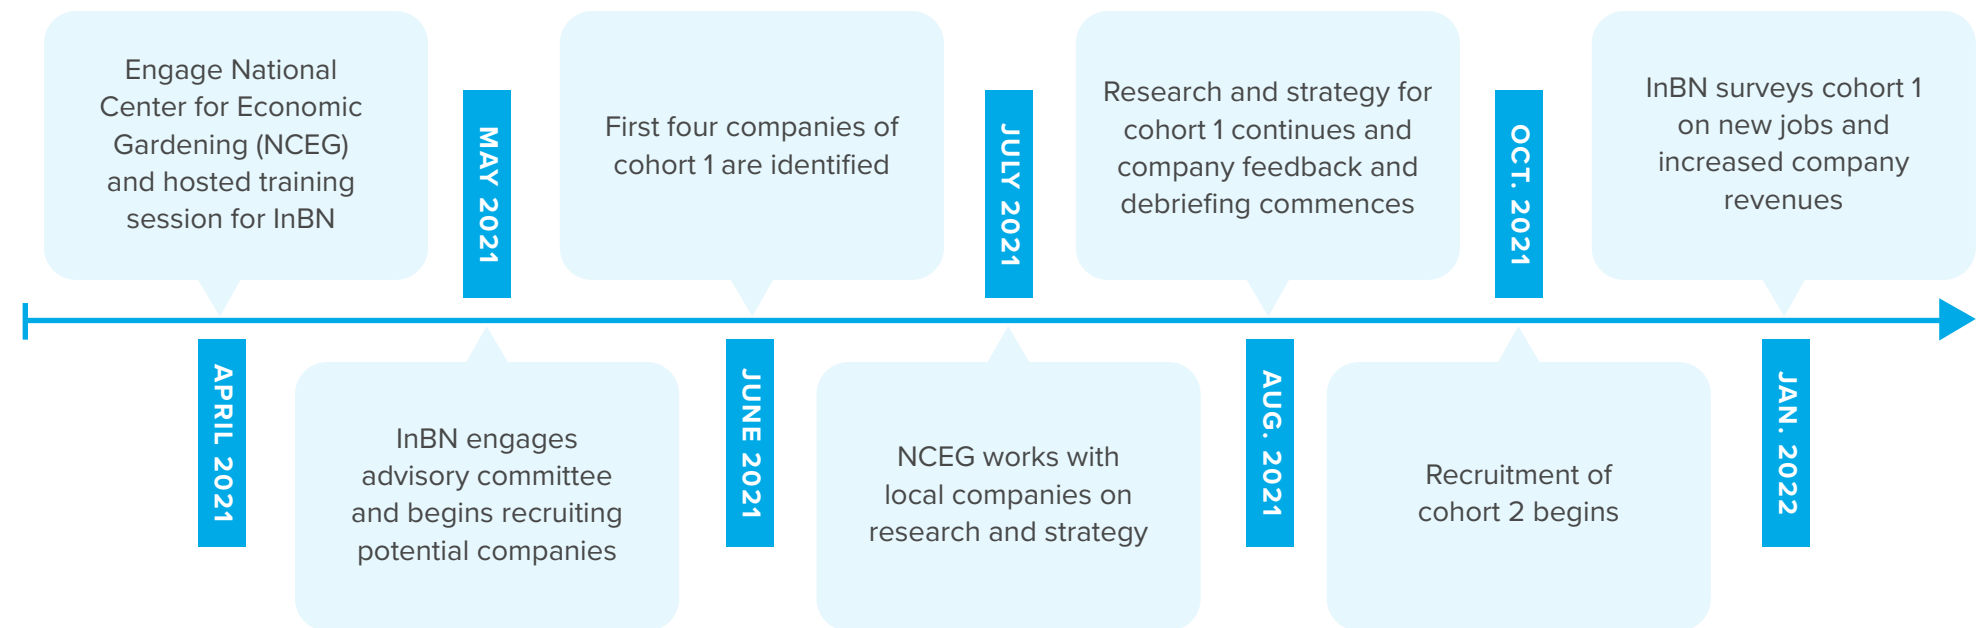 Engage National
Center for Economic
Gardening (NCEG)
and hosted training
session for InBN
APRIL 2021
MAY 2021
InBN engages
advisory committee
and begins recruiting
potential companies
First four companies of
cohort 1 are identified
JUNE 2021
JULY 2021
NCEG works with
local companies on
research and strategy
Research and strategy for
cohort 1 continues and
company feedback and
debriefing commences
AUG. 2021
OCT. 2021
Recruitment of
cohort 2 begins
InBN surveys cohort 1
on new jobs and
increased company
revenues
JAN. 2022